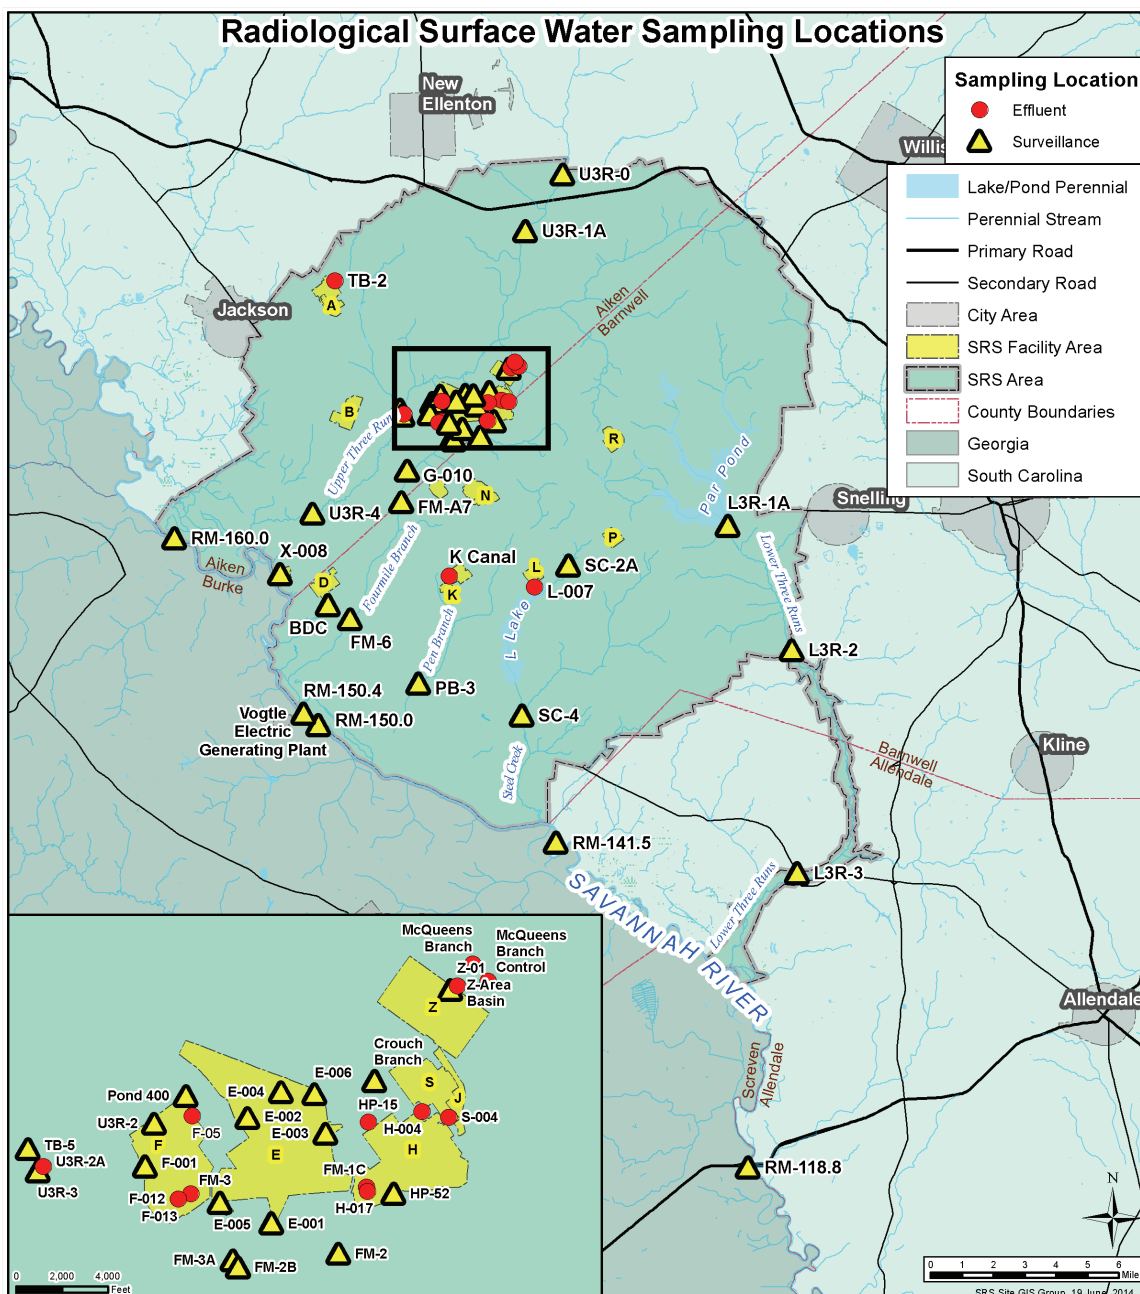 Radiological Surface Water Sampling Locations
Sampling Location
Effluent
Surveillance
Lake/Pond Perennial
Perennial Stream
Primary Road
Secondary Road
City Area
SRS Facility Area
SRS Area
County Boundaries
Georgia
South Carolina
New
Ellenton
Willis
U3R-0
U3R-1A
TB-2
A
Jackson
Aiken
Barnwell
B
Upper Three Runs
R
Par Pond
G-010
N
FM-A7
U3R-4
L3R-1A
Snelling
RM-160.0
X-008
Aiken
Burke
D
Fourmile Branch
K Canal
K
L
P
SC-2A
L-007
Lower Three Runs
BDC
FM-6
Pen Branch
L Lake
L3R-2
PB-3
RM-150.4
Vogtle
Electric
Generating Plant
RM-150.0
SC-4
Steel Creek
Barnwell
Allendale
Kline
RM-141.5
L3R-3
Lower Three Runs
SAVANNAH RIVER
Allendale
Screven
Allendale
RM-118.8
McQueens
Branch
McQueens
Branch
Control
Z-01
Z-Area
Basin
Z
Crouch
Branch
S
J
E-006
E-004
Pond 400
HP-15
E-002
U3R-2
F-05
H-004
S-004
E-003
TB-5
F
E
H
U3R-2A
F-001
FM-1C
U3R-3
FM-3
F-012
HP-52
H-017
F-013
E-005
E-001
FM-3A
FM-2B
FM-2
0 2,000 4,000
Feet
N
0 1 2 3 4 5 6
Mile
SRS Site GIS Group, 19 June, 2014